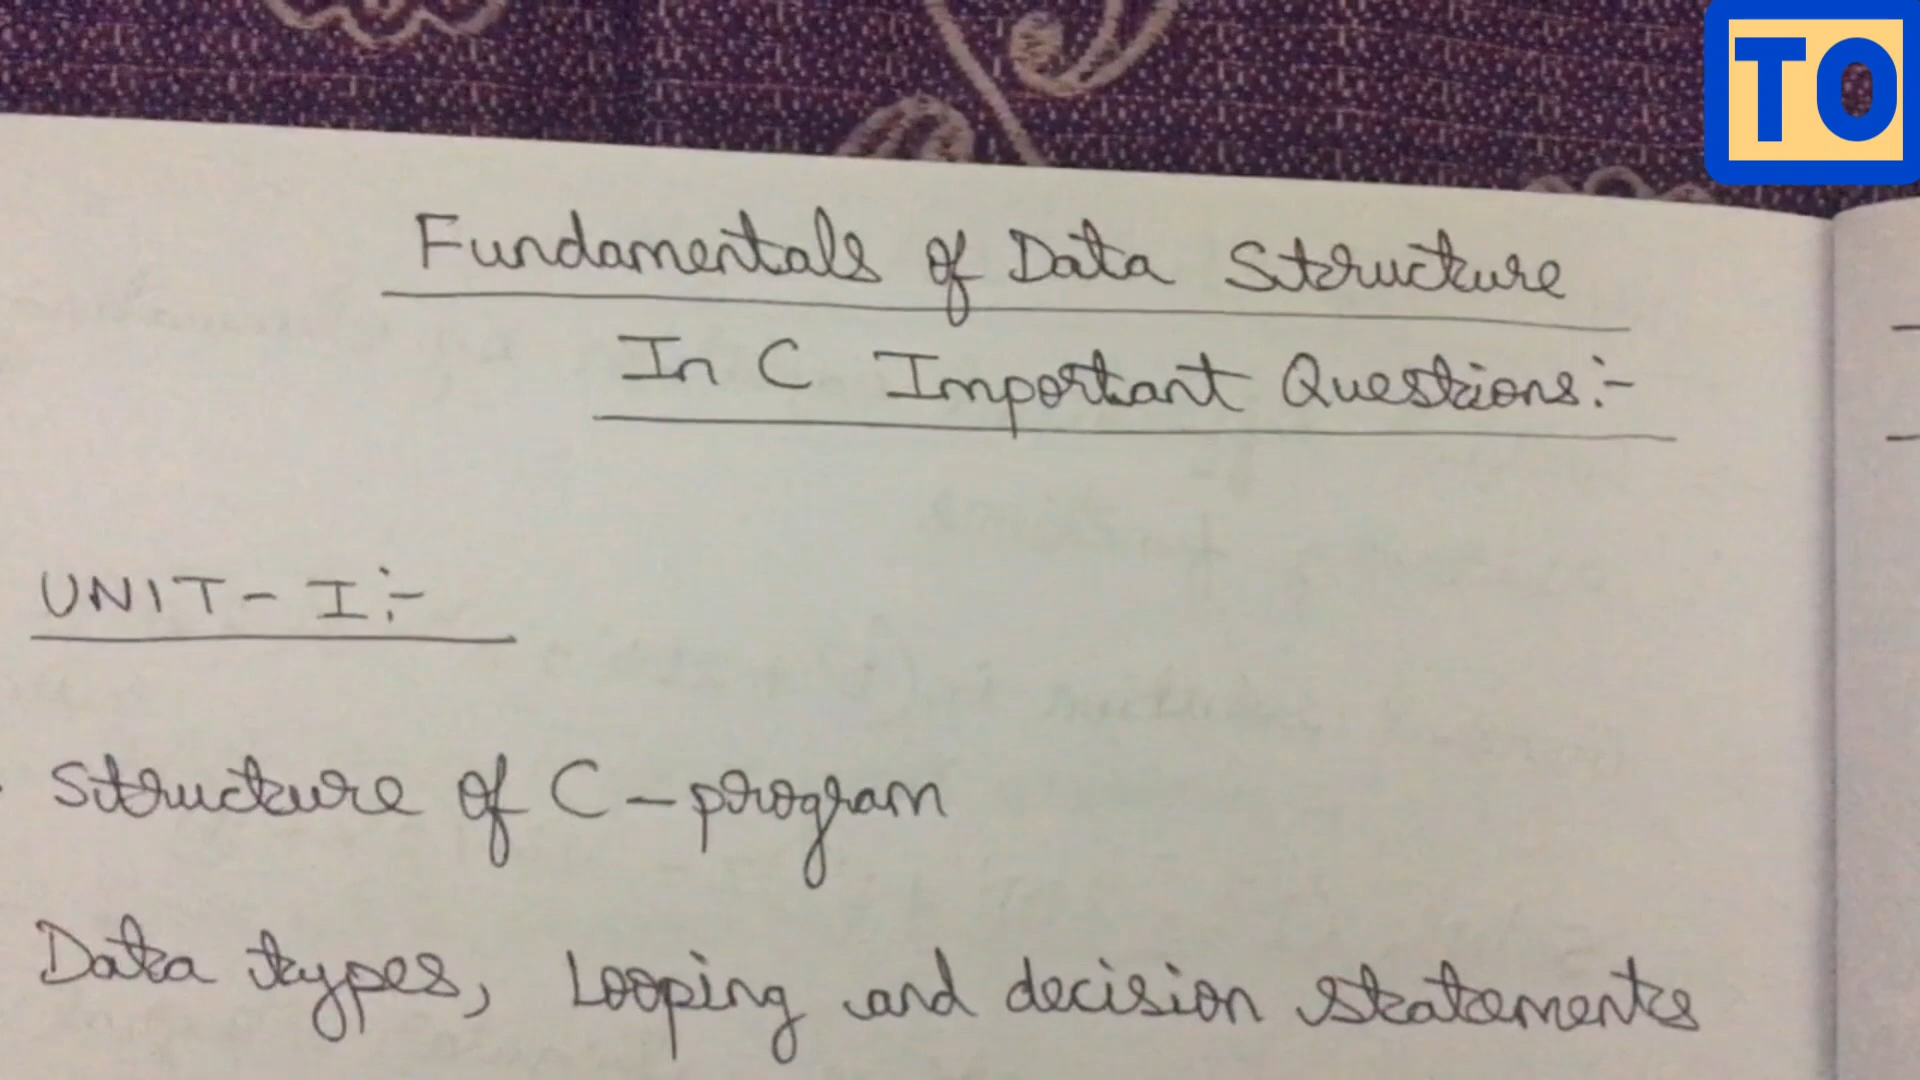 TO
Fundamentals of Data Structure
In C Important Questions:-
UNIT - I:-
Structure of C - program
Data types, Looping and decision statements